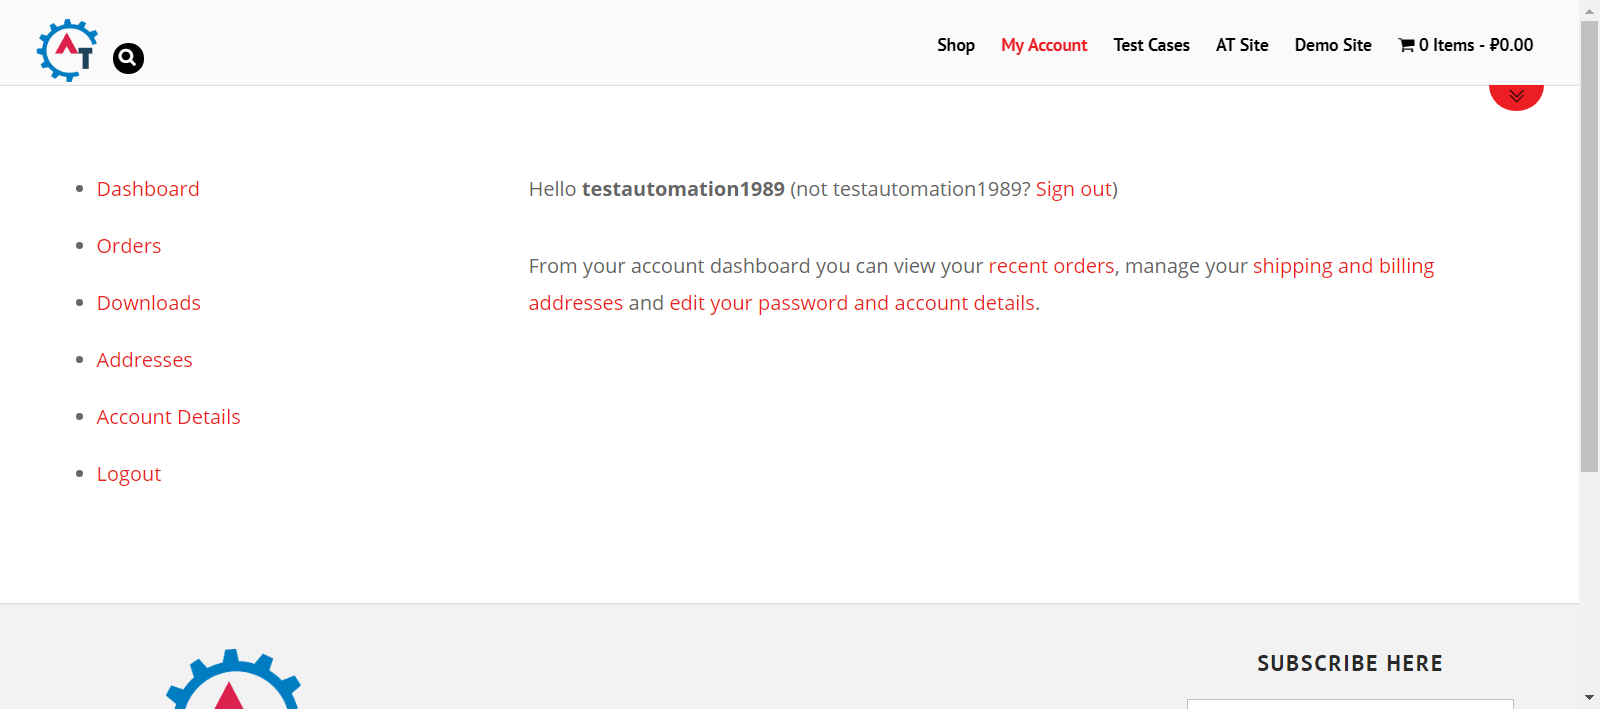 AT
Shop
My Account
Test Cases
AT Site
Demo Site
0 Items - ₽0.00
Dashboard
Orders
Downloads
Addresses
Account Details
Logout
Hello testautomation1989 (not testautomation1989? Sign out)
From your account dashboard you can view your recent orders, manage your shipping and billing
addresses and edit your password and account details.
SUBSCRIBE HERE